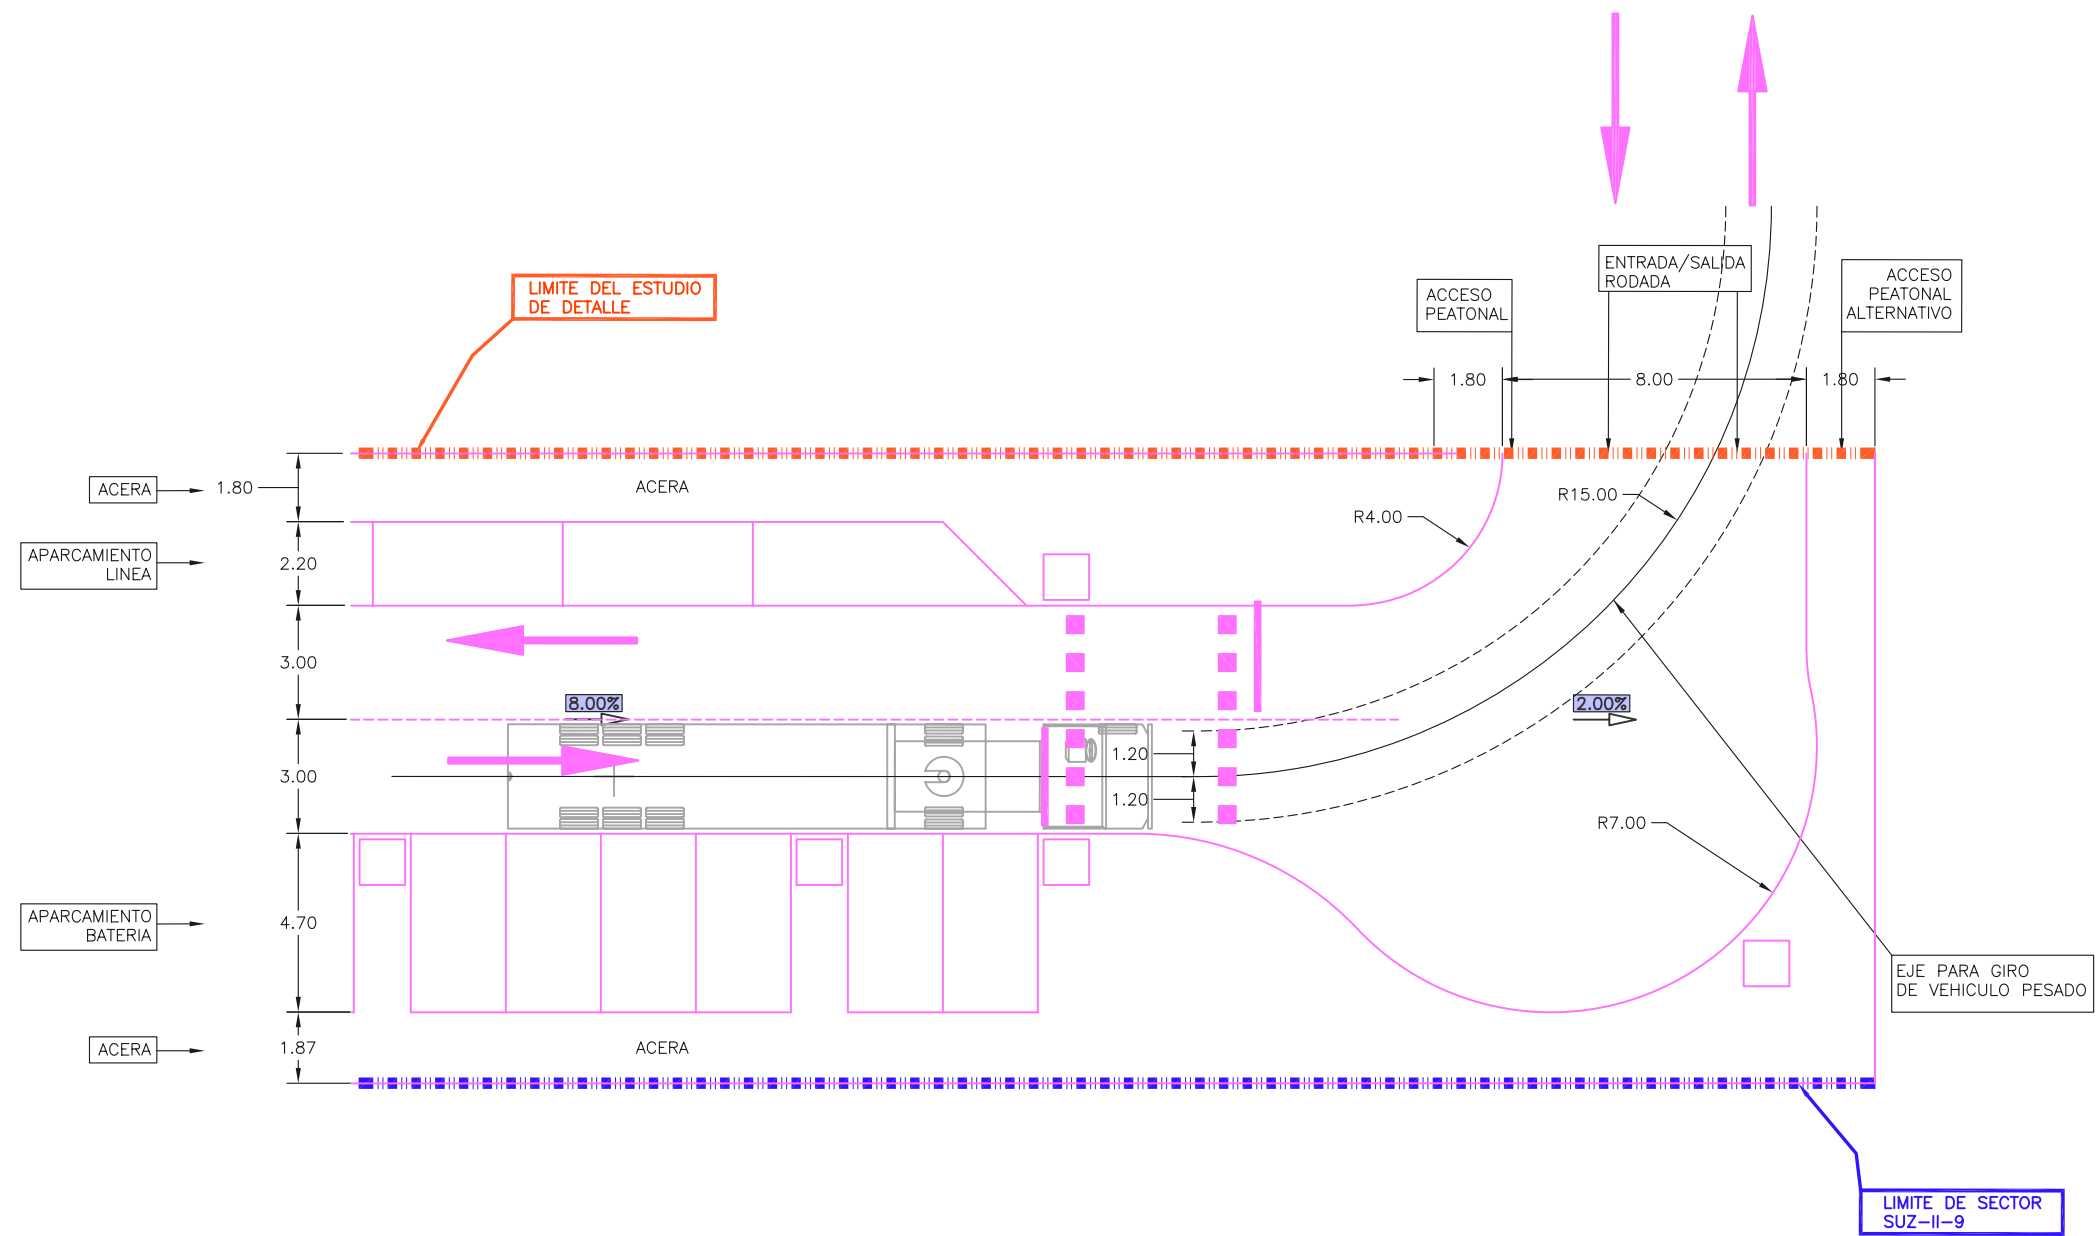 LIMITE DEL ESTUDIO
DE DETALLE
ENTRADA/SALIDA
RODADA
ACCESO
PEATONAL
ACCESO
PEATONAL
ALTERNATIVO
1.80
8.00
1.80
ACERA
1.80
ACERA
R15.00
R4.00
APARCAMIENTO
LINEA
2.20
3.00
8.00%
2.00%
3.00
1.20
1.20
R7.00
APARCAMIENTO
BATERIA
4.70
EJE PARA GIRO
DE VEHICULO PESADO
ACERA
1.87
ACERA
LIMITE DE SECTOR
SUZ-II-9